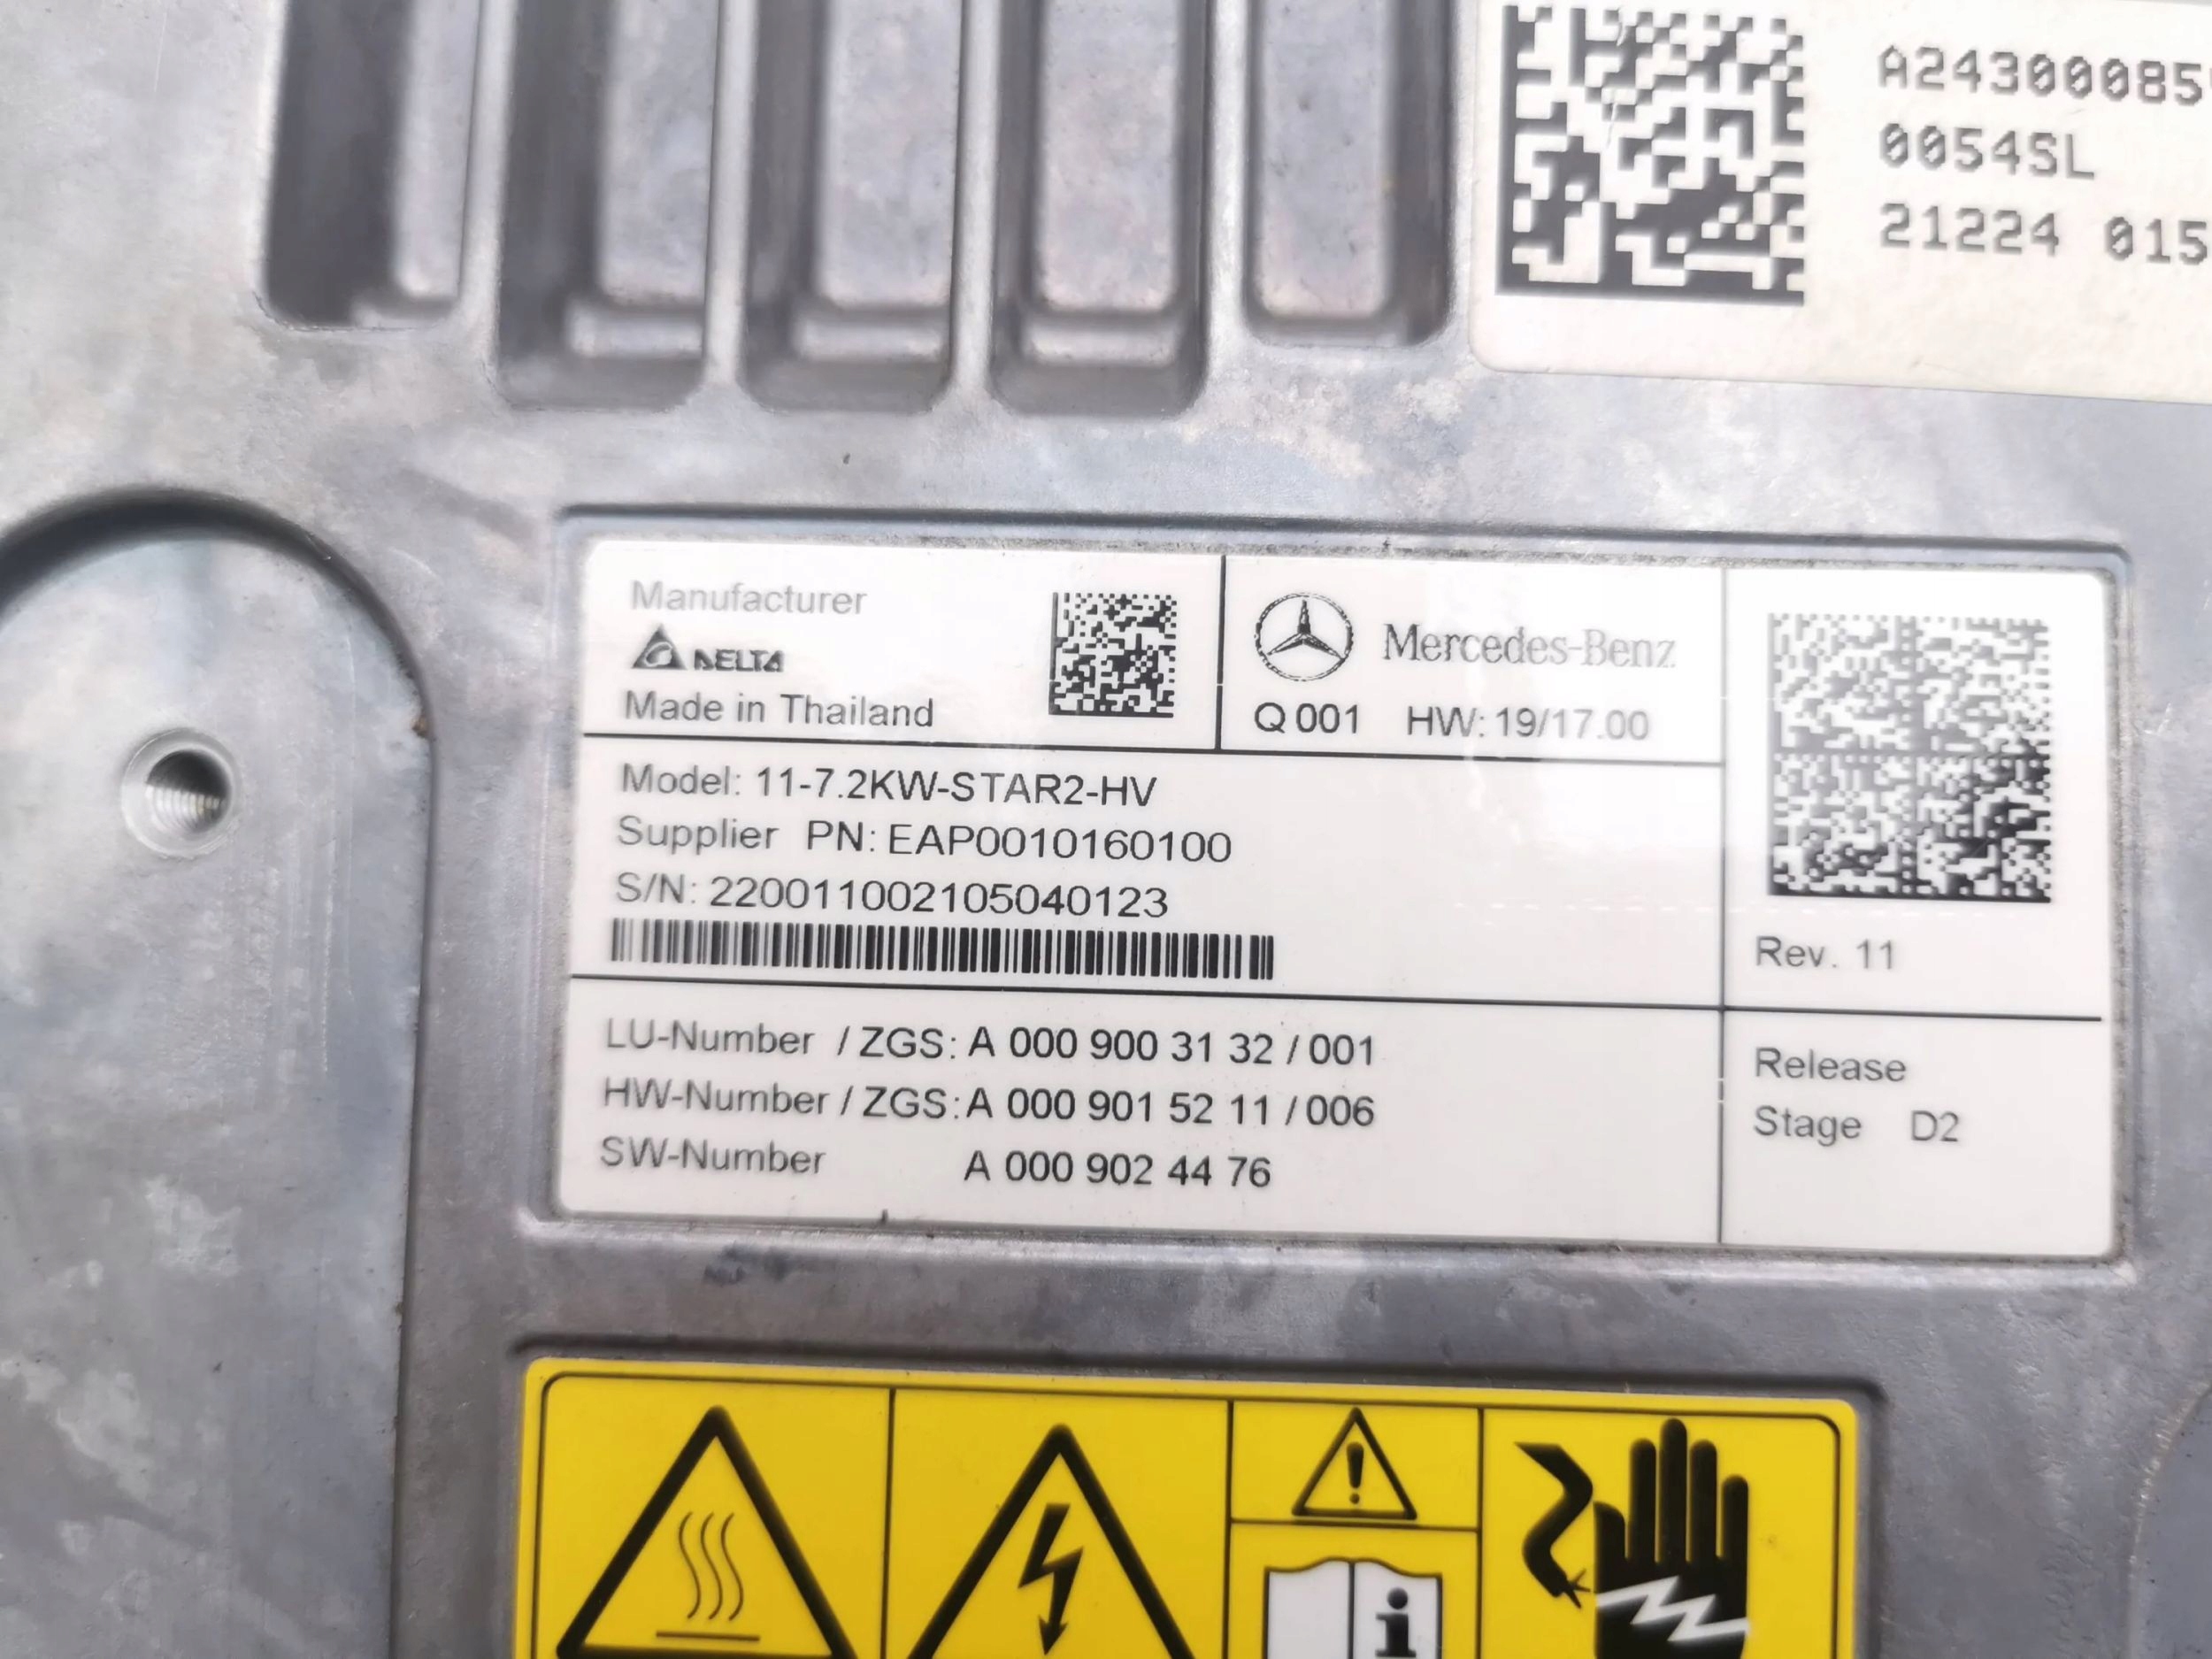 A24300085
0054SL
21224 015
Manufacturer
DELTA
Made in Thailand
Mercedes-Benz
Q 001 HW: 19/17.00
Model: 11-7.2KW-STAR2-HV
Supplier PN: EAP0010160100
S/N: 220011002105040123
Rev. 11
LU-Number / ZGS: A 000 900 31 32 / 001
HW-Number / ZGS: A 000 901 52 11 / 006
SW-Number A 000 902 44 76
Release
Stage D2